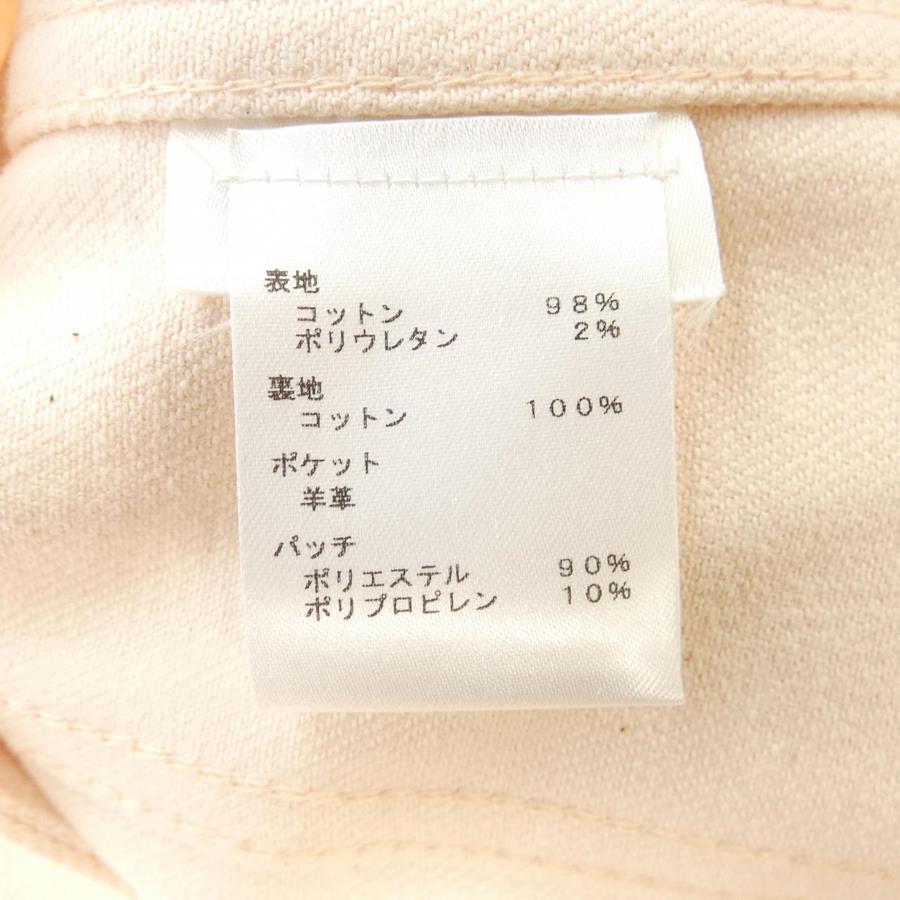 表地
コットン 98%
ポリウレタン 2%
裏地
コットン 100%
ポケット
羊革
パッチ
ポリエステル 90%
ポリプロピレン 10%